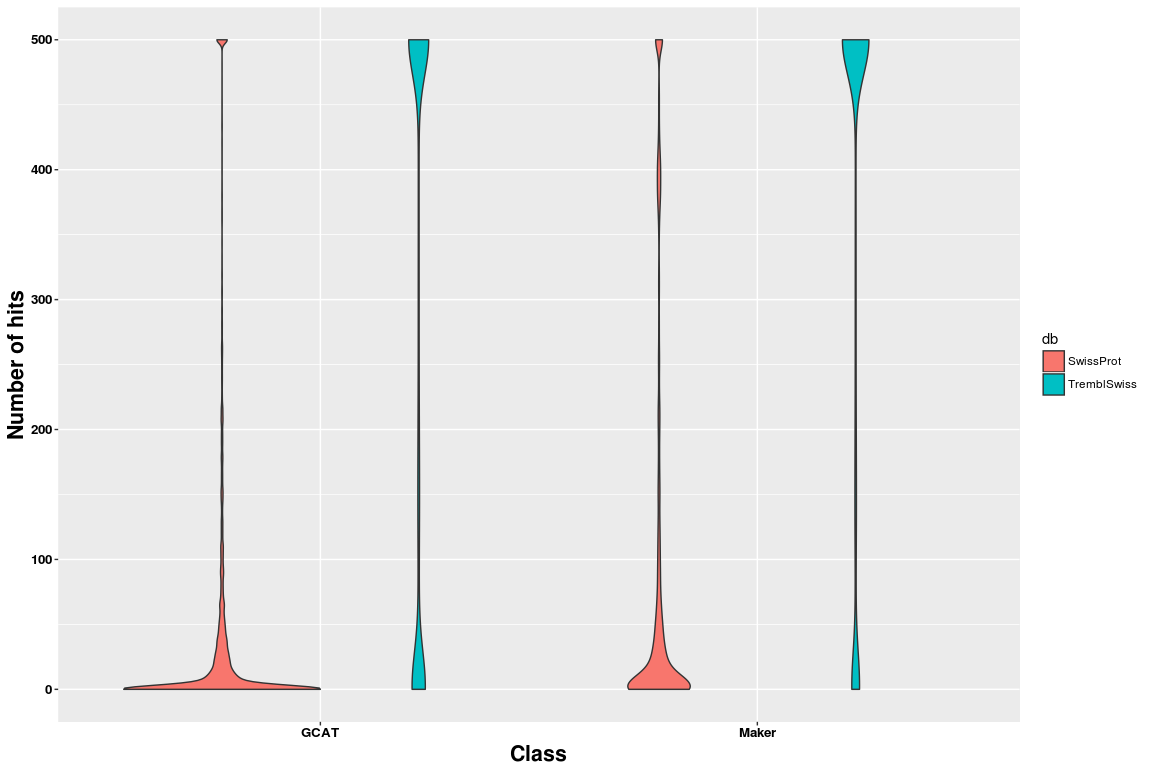 Number of hits
500
400
300
200
100
0
GCAT
Maker
Class
db
SwissProt
TremblSwiss